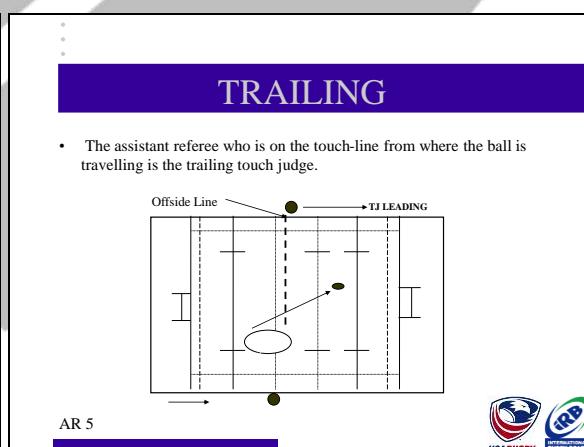 TRAILING
• The assistant referee who is on the touch-line from where the ball is
travelling is the trailing touch judge.
Offside Line
TJ LEADING
AR 5
IRB